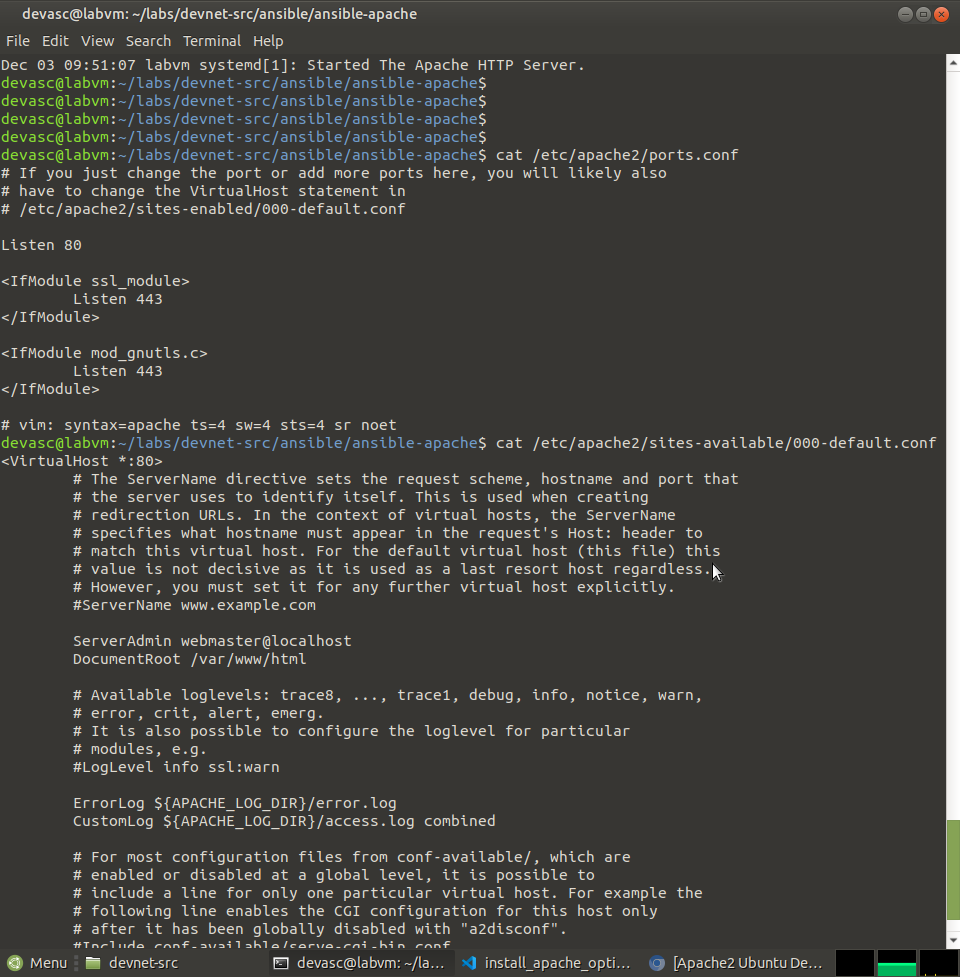 devasc@labvm: ~/labs/devnet-src/ansible/ansible-apache
File Edit View Search Terminal Help
Dec 03 09:51:07 labvm systemd[1]: Started The Apache HTTP Server.
devasc@labvm:~/labs/devnet-src/ansible/ansible-apache$
devasc@labvm:~/labs/devnet-src/ansible/ansible-apache$
devasc@labvm:~/labs/devnet-src/ansible/ansible-apache$
devasc@labvm:~/labs/devnet-src/ansible/ansible-apache$
devasc@labvm:~/labs/devnet-src/ansible/ansible-apache$ cat /etc/apache2/ports.conf
# If you just change the port or add more ports here, you will likely also
# have to change the VirtualHost statement in
# /etc/apache2/sites-enabled/000-default.conf
Listen 80
<IfModule ssl_module>
Listen 443
</IfModule>
<IfModule mod_gnutls.c>
Listen 443
</IfModule>
# vim: syntax=apache ts=4 sw=4 sts=4 sr noet
devasc@labvm:~/labs/devnet-src/ansible/ansible-apache$ cat /etc/apache2/sites-available/000-default.conf
<VirtualHost *:80>
# The ServerName directive sets the request scheme, hostname and port that
# the server uses to identify itself. This is used when creating
# redirection URLs. In the context of virtual hosts, the ServerName
# specifies what hostname must appear in the request's Host: header to
# match this virtual host. For the default virtual host (this file) this
# value is not decisive as it is used as a last resort host regardless.
# However, you must set it for any further virtual host explicitly.
#ServerName www.example.com
ServerAdmin webmaster@localhost
DocumentRoot /var/www/html
# Available loglevels: trace8, ..., trace1, debug, info, notice, warn,
# error, crit, alert, emerg.
# It is also possible to configure the loglevel for particular
# modules, e.g.
#LogLevel info ssl:warn
ErrorLog ${APACHE_LOG_DIR}/error.log
CustomLog ${APACHE_LOG_DIR}/access.log combined
# For most configuration files from conf-available/, which are
# enabled or disabled at a global level, it is possible to
# include a line for only one particular virtual host. For example the
# following line enables the CGI configuration for this host only
# after it has been globally disabled with "a2disconf".
#Include conf-available/serve-cgi-bin.conf
Menu devnet-src devasc@labvm: ~/la... install_apache_opti... [Apache2 Ubuntu De...